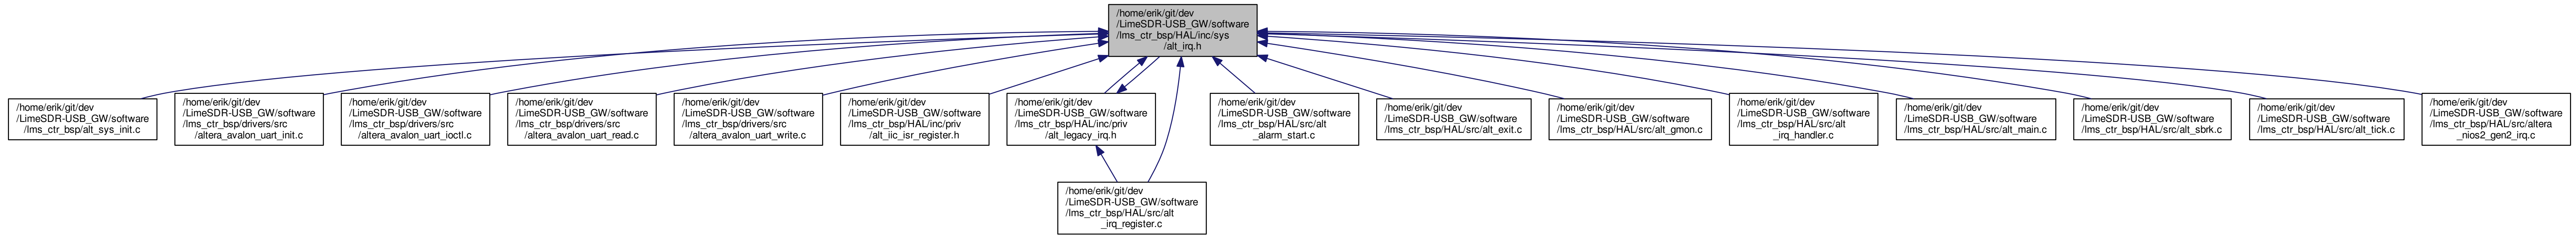 /home/erik/git/dev
/LimeSDR-USB_GW/software
/lms_ctr_bsp/HAL/inc/sys
/alt_irq.h
/home/erik/git/dev
/LimeSDR-USB_GW/software
/lms_ctr_bsp/alt_sys_init.c
/home/erik/git/dev
/LimeSDR-USB_GW/software
/lms_ctr_bsp/drivers/src
/altera_avalon_uart_init.c
/home/erik/git/dev
/LimeSDR-USB_GW/software
/lms_ctr_bsp/drivers/src
/altera_avalon_uart_ioctl.c
/home/erik/git/dev
/LimeSDR-USB_GW/software
/lms_ctr_bsp/drivers/src
/altera_avalon_uart_read.c
/home/erik/git/dev
/LimeSDR-USB_GW/software
/lms_ctr_bsp/drivers/src
/altera_avalon_uart_write.c
/home/erik/git/dev
/LimeSDR-USB_GW/software
/lms_ctr_bsp/HAL/inc/priv
/alt_iic_isr_register.h
/home/erik/git/dev
/LimeSDR-USB_GW/software
/lms_ctr_bsp/HAL/inc/priv
/alt_legacy_irq.h
/home/erik/git/dev
/LimeSDR-USB_GW/software
/lms_ctr_bsp/HAL/src/alt
_alarm_start.c
/home/erik/git/dev
/LimeSDR-USB_GW/software
/lms_ctr_bsp/HAL/src/alt_exit.c
/home/erik/git/dev
/LimeSDR-USB_GW/software
/lms_ctr_bsp/HAL/src/alt_gmon.c
/home/erik/git/dev
/LimeSDR-USB_GW/software
/lms_ctr_bsp/HAL/src/alt
_irq_handler.c
/home/erik/git/dev
/LimeSDR-USB_GW/software
/lms_ctr_bsp/HAL/src/alt_main.c
/home/erik/git/dev
/LimeSDR-USB_GW/software
/lms_ctr_bsp/HAL/src/alt_sbrk.c
/home/erik/git/dev
/LimeSDR-USB_GW/software
/lms_ctr_bsp/HAL/src/alt_tick.c
/home/erik/git/dev
/LimeSDR-USB_GW/software
/lms_ctr_bsp/HAL/src/altera
_nios2_gen2_irq.c
/home/erik/git/dev
/LimeSDR-USB_GW/software
/lms_ctr_bsp/HAL/src/alt
_irq_register.c